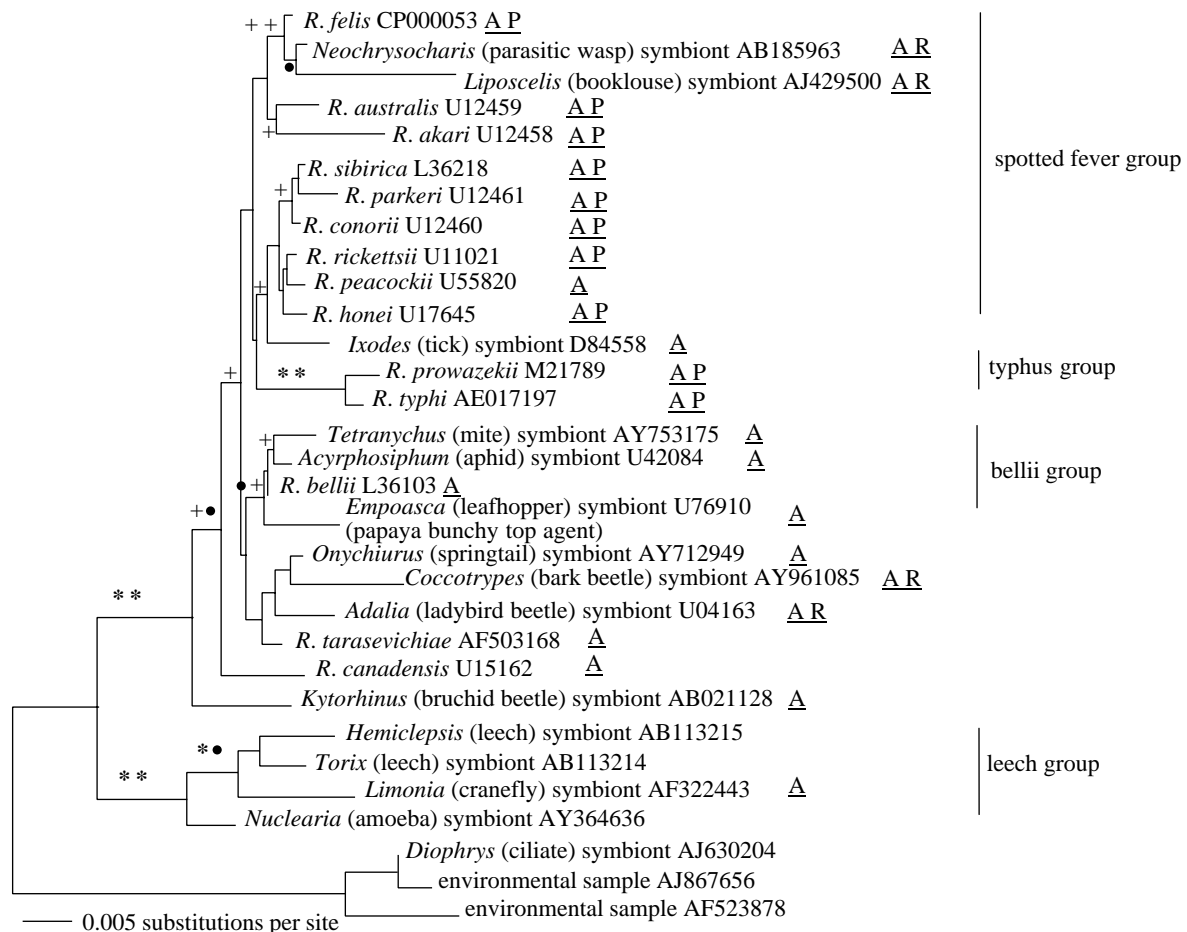 R. felis CP000053 A P
Neochrysocharis (parasitic wasp) symbiont AB185963 A R
Liposcelis (booklouse) symbiont AJ429500 A R
R. australis U12459 A P
R. akari U12458 A P
spotted fever group
R. sibirica L36218 A P
R. parkeri U12461 A P
R. conorii U12460 A P
R. rickettsii U11021 A P
R. peacockii U55820 A
R. honei U17645 A P
Ixodes (tick) symbiont D84558 A
R. prowazekii M21789 A P
typhus group
R. typhi AE017197 A P
Tetranychus (mite) symbiont AY753175 A
Acyrphosiphum (aphid) symbiont U42084 A
bellii group
R. bellii L36103 A
Empoasca (leafhopper) symbiont U76910 A
(papaya bunchy top agent)
Onychiurus (springtail) symbiont AY712949 A
Coccotrypes (bark beetle) symbiont AY961085 A R
Adalia (ladybird beetle) symbiont U04163 A R
R. tarasevichiae AF503168 A
R. canadensis U15162 A
Kytorhinus (bruchid beetle) symbiont AB021128 A
Hemiclepsis (leech) symbiont AB113215
Torix (leech) symbiont AB113214
leech group
Limonia (cranefly) symbiont AF322443 A
Nuclearia (amoeba) symbiont AY364636
Diophrys (ciliate) symbiont AJ630204
environmental sample AJ867656
environmental sample AF523878
0.005 substitutions per site